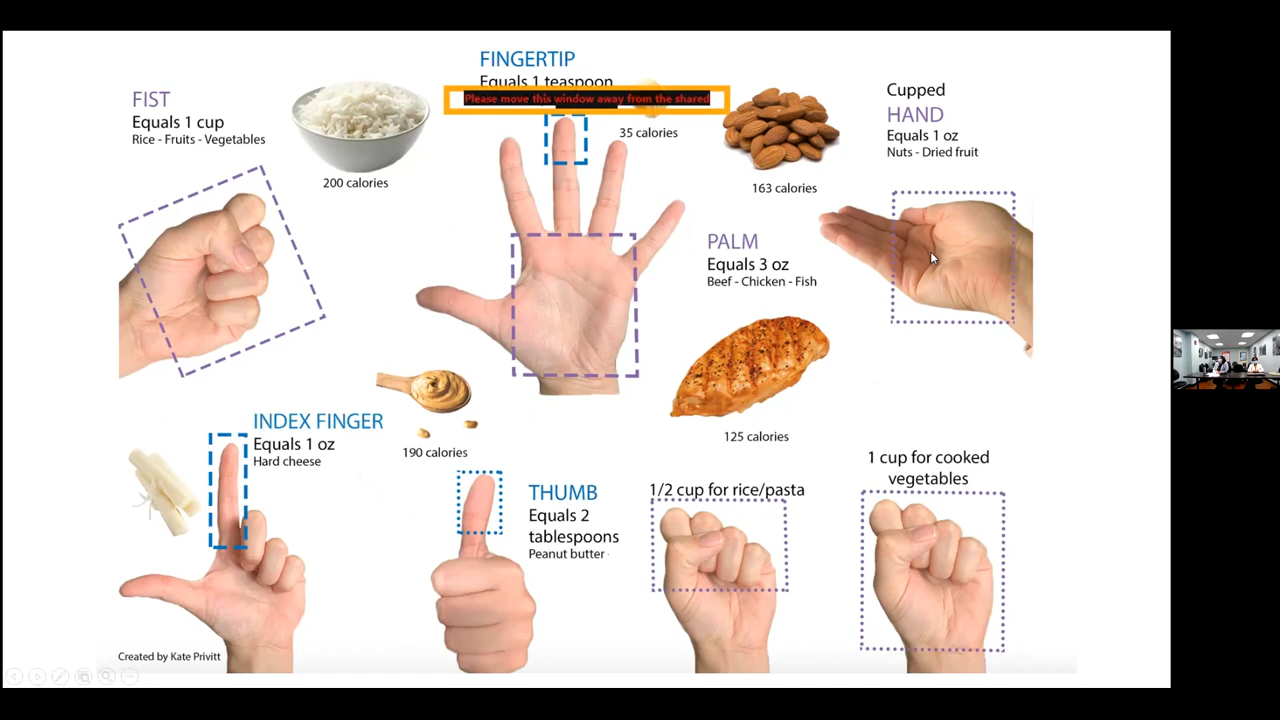 FINGERTIP
Equals 1 teaspoon
Please move this window away from the shared
35 calories
FIST
Equals 1 cup
Rice - Fruits - Vegetables
200 calories
163 calories
Cupped
HAND
Equals 1 oz
Nuts - Dried fruit
PALM
Equals 3 oz
Beef - Chicken - Fish
125 calories
INDEX FINGER
Equals 1 oz
Hard cheese
190 calories
THUMB
Equals 2
tablespoons
Peanut butter
1/2 cup for rice/pasta
1 cup for cooked
vegetables
Created by Kate Privitt